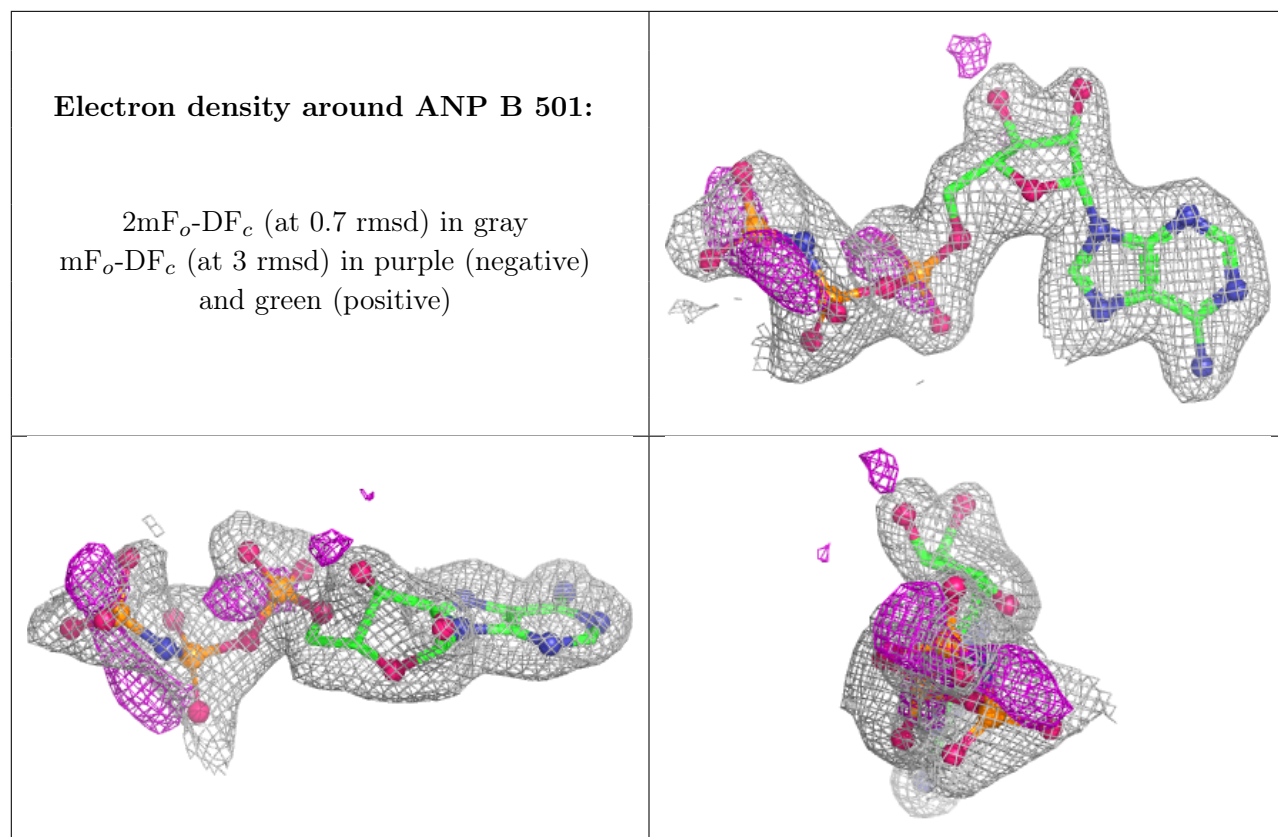 Electron density around ANP B 501:
2mFo-DFc (at 0.7 rmsd) in gray
mFo-DFc (at 3 rmsd) in purple (negative)
and green (positive)